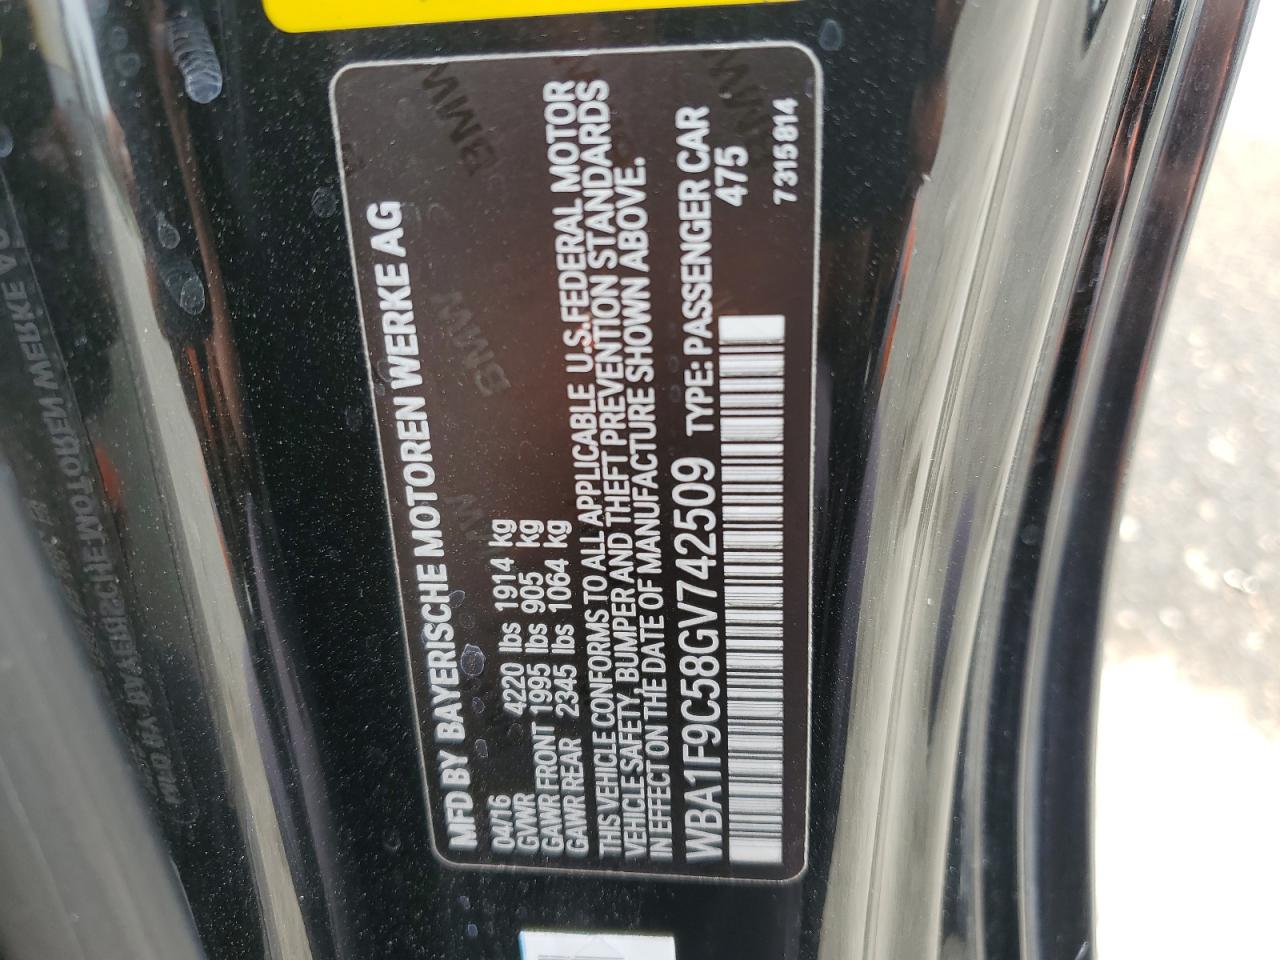 MFD BY BAYERISCHE MOTOREN WERKE AG
04/16
GVWR 4220 lbs 1914 kg
GAWR FRONT 1995 lbs 905 kg
GAWR REAR 2345 lbs 1064 kg
THIS VEHICLE CONFORMS TO ALL APPLICABLE U.S.FEDERAL MOTOR
VEHICLE SAFETY, BUMPER AND THEFT PREVENTION STANDARDS
IN EFFECT ON THE DATE OF MANUFACTURE SHOWN ABOVE.
WBA1F9C58GV742509 TYPE: PASSENGER CAR
475
7315814